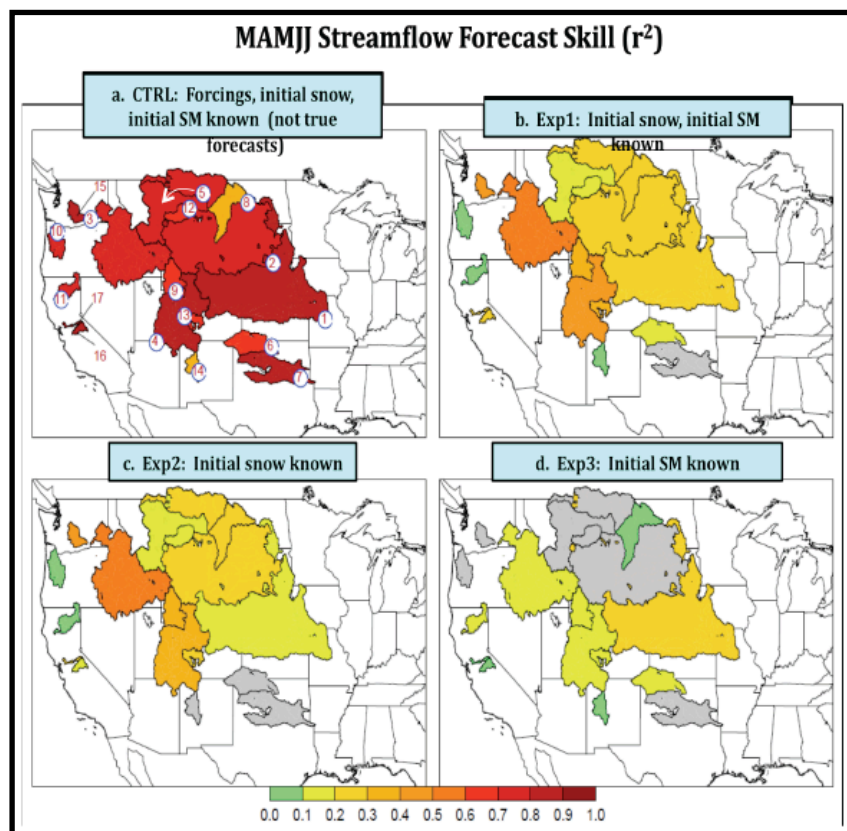 MAMJJ Streamflow Forecast Skill (r²)
a. CTRL: Forcings, initial snow,
initial SM known (not true
forecasts)
b. Exp1: Initial snow, initial SM
known
15
5
12
8
3
10
2
9
11
17
13
1
4
16
6
14
7
c. Exp2: Initial snow known
d. Exp3: Initial SM known
0.0 0.1 0.2 0.3 0.4 0.5 0.6 0.7 0.8 0.9 1.0